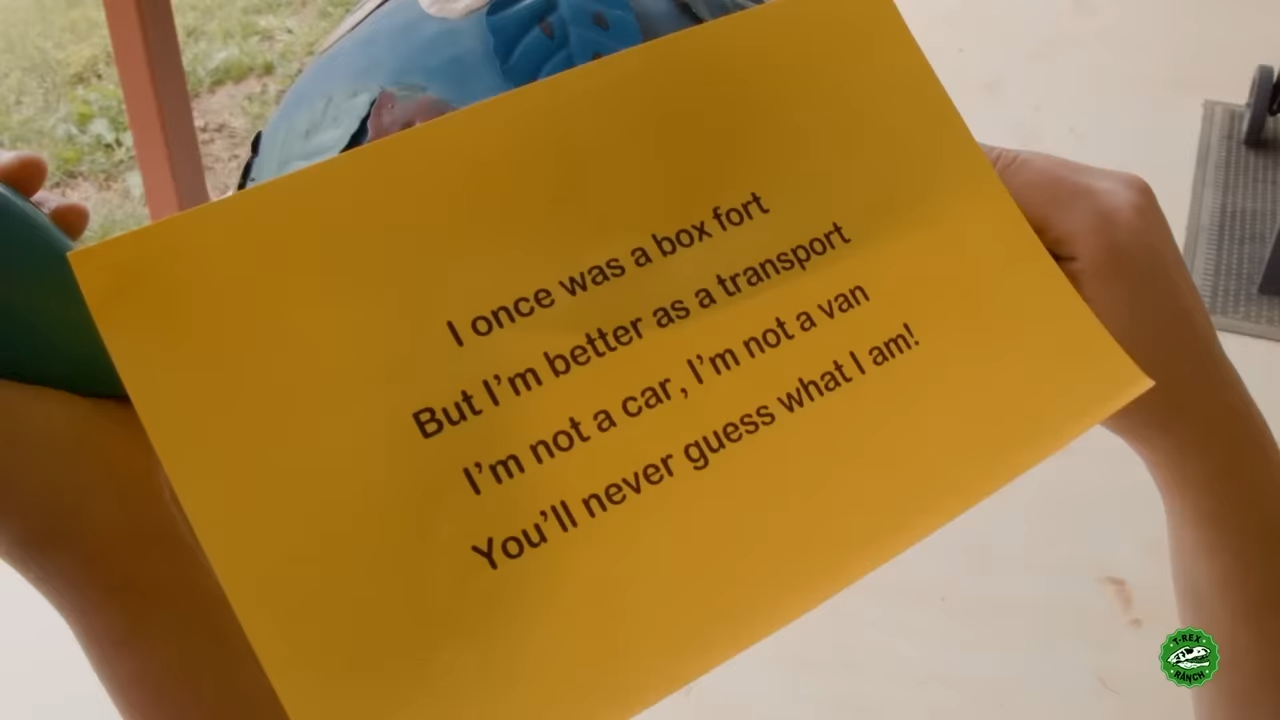 I once was a box fort
But I'm better as a transport
I'm not a car, I'm not a van
You'll never guess what I am!
T-REX
RANCH